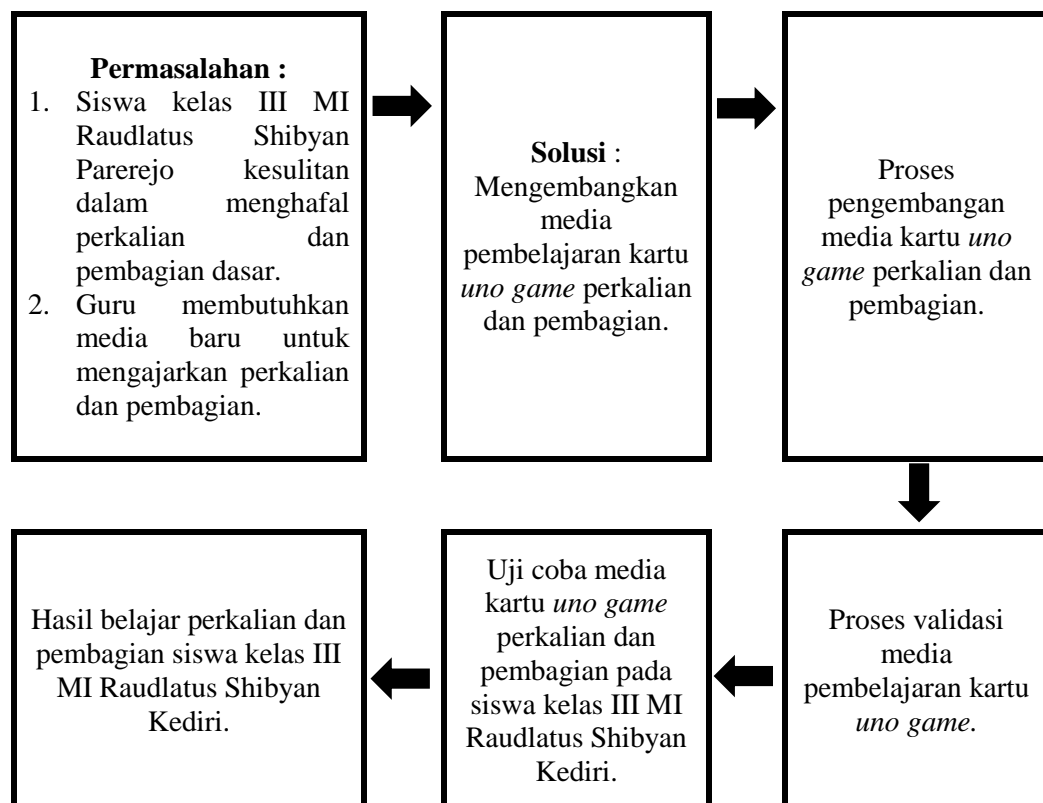 Permasalahan :
1. Siswa kelas III MI
Raudlatus Shibyan
Parerejo kesulitan
dalam menghafal
perkalian dan
pembagian dasar.
2. Guru membutuhkan
media baru untuk
mengajarkan perkalian
dan pembagian.
Solusi :
Mengembangkan
media
pembelajaran kartu
uno game perkalian
dan pembagian.
Proses
pengembangan
media kartu uno
game perkalian dan
pembagian.
Proses validasi
media
pembelajaran kartu
uno game.
Uji coba media
kartu uno game
perkalian dan
pembagian pada
siswa kelas III MI
Raudlatus Shibyan
Kediri.
Hasil belajar perkalian dan
pembagian siswa kelas III
MI Raudlatus Shibyan
Kediri.